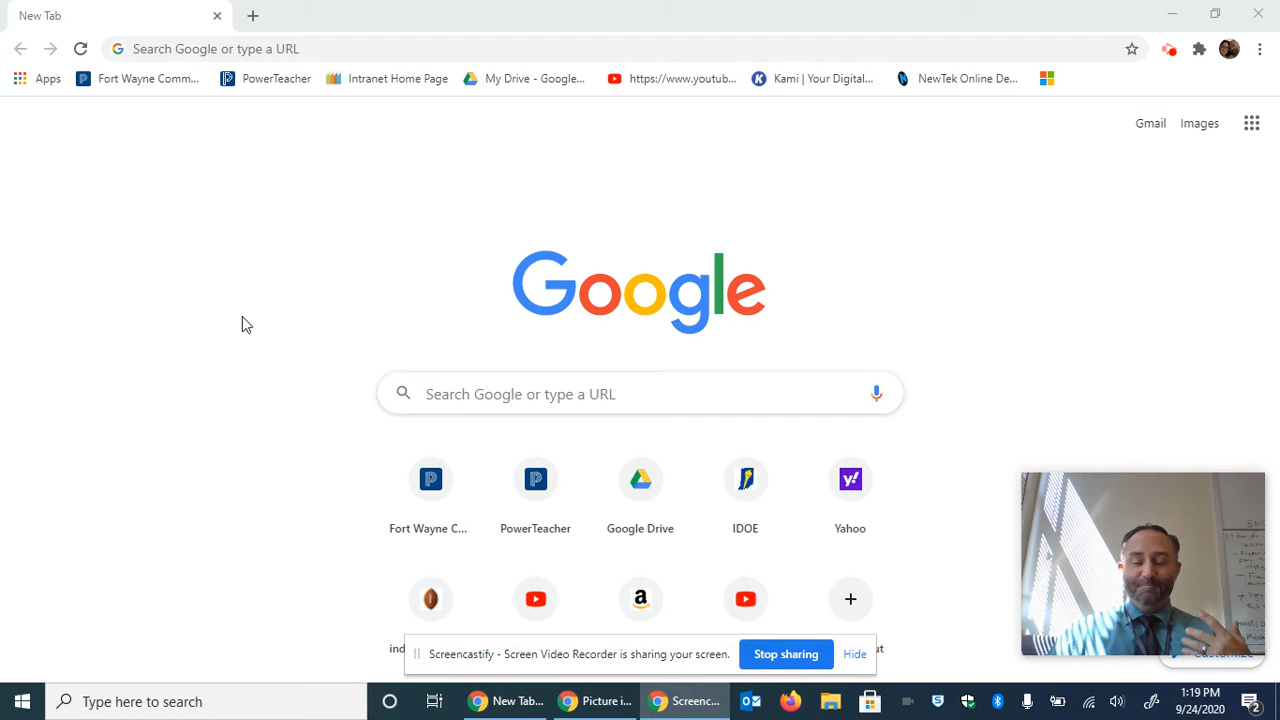 New Tab
Search Google or type a URL
Apps Fort Wayne Comm... PowerTeacher Intranet Home Page My Drive - Google... https://www.youtub... Kami | Your Digital... NewTek Online De...
Gmail Images
Google
Search Google or type a URL
Fort Wayne C... PowerTeacher Google Drive IDOE Yahoo
Screencastify - Screen Video Recorder is sharing your screen. Stop sharing Hide
Type here to search
New Tab... Picture i... Screenc...
1:19 PM
9/24/2020
2